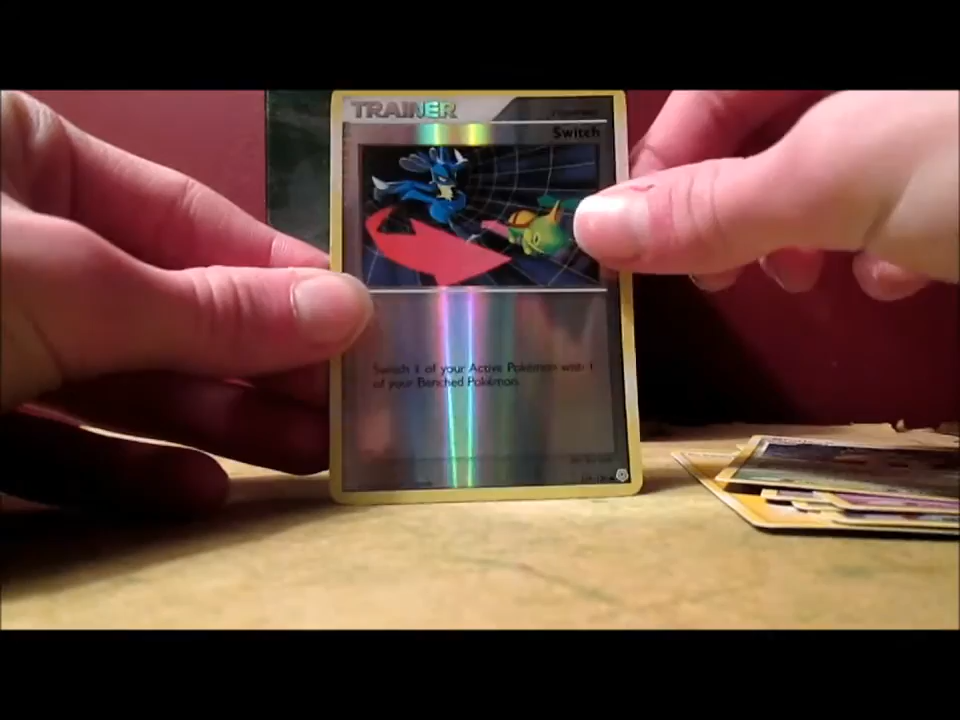 TRAINER
Switch
Switch 1 of your Active Pokémon with 1
of your Benched Pokémon.